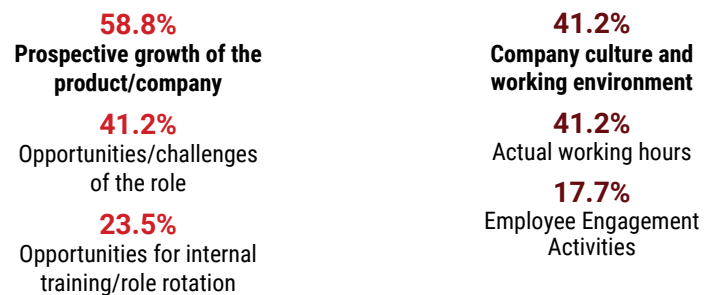 58.8%
Prospective growth of the
product/company
41.2%
Opportunities/challenges
of the role
23.5%
Opportunities for internal
training/role rotation
41.2%
Company culture and
working environment
41.2%
Actual working hours
17.7%
Employee Engagement
Activities